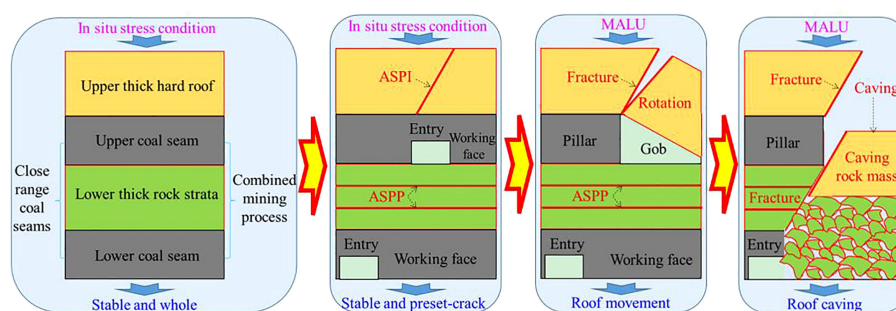 In situ stress condition
Upper thick hard roof
Upper coal seam
Close
range
coal
seams
Lower thick rock strata
Combined
mining
process
Lower coal seam
Stable and whole
In situ stress condition
ASPI
Entry
Working
face
ASPP
Entry
Working face
Stable and preset-crack
MALU
Fracture
Rotation
Pillar
Gob
ASPP
Entry
Working face
Roof movement
MALU
Fracture
Caving
Pillar
Caving
rock mass
Fracture
Entry
Roof caving